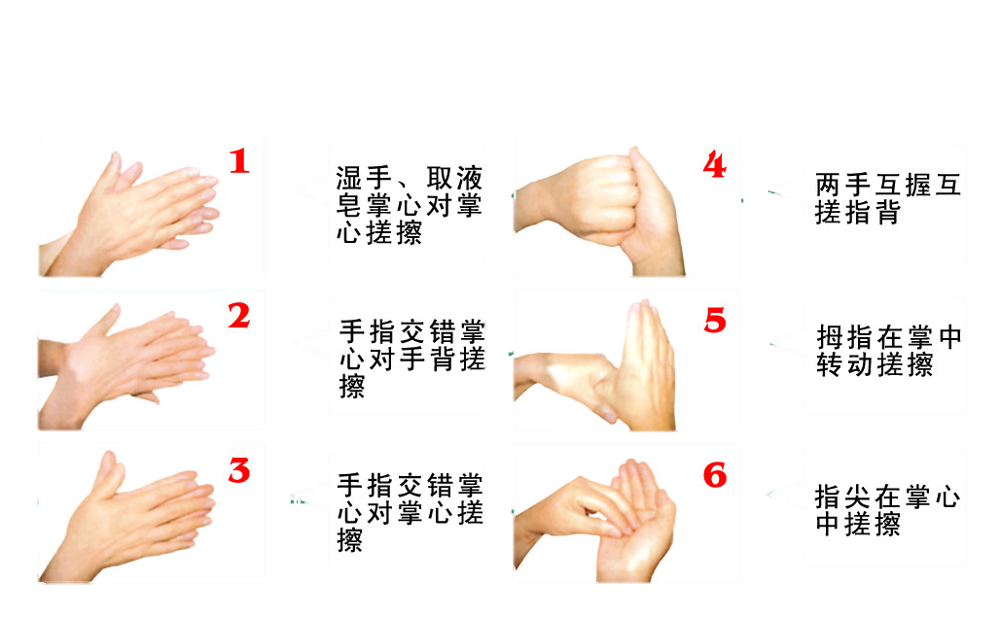 1
湿手、取液
皂掌心对掌
心搓擦
2
手指交错掌
心对手背搓
擦
3
手指交错掌
心对掌心搓
擦
4
两手互握互
搓指背
5
拇指在掌中
转动搓擦
6
指尖在掌心
中搓擦